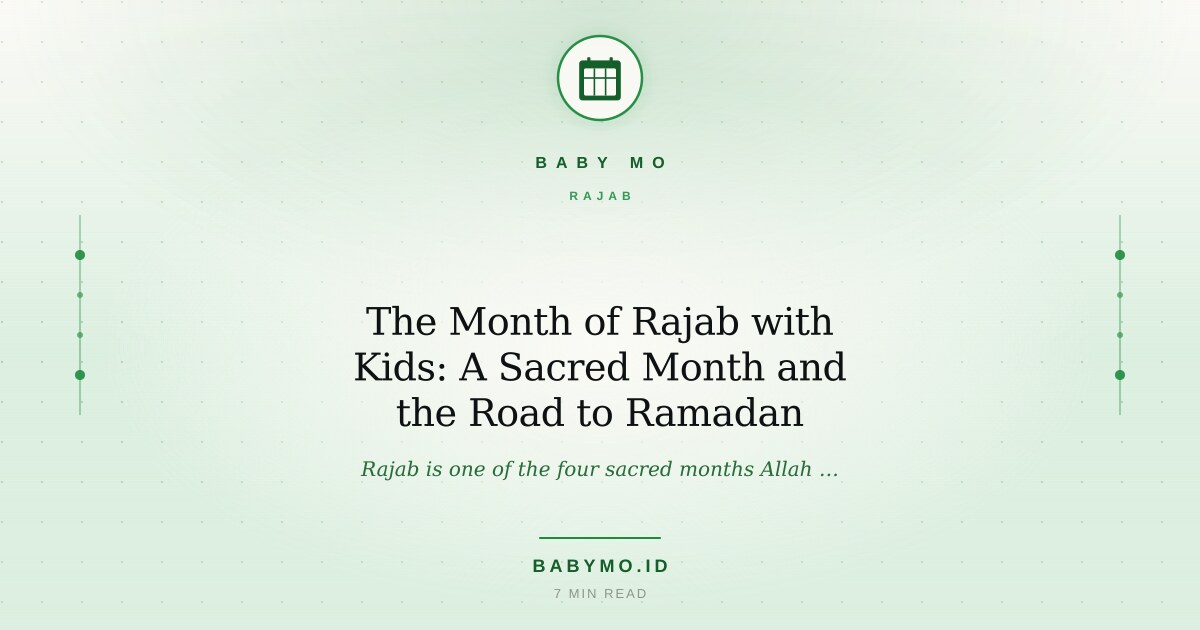 BABY MO
RAJAB
The Month of Rajab with
Kids: A Sacred Month and
the Road to Ramadan
Rajab is one of the four sacred months Allah ...
BABYMO.ID
7 MIN READ